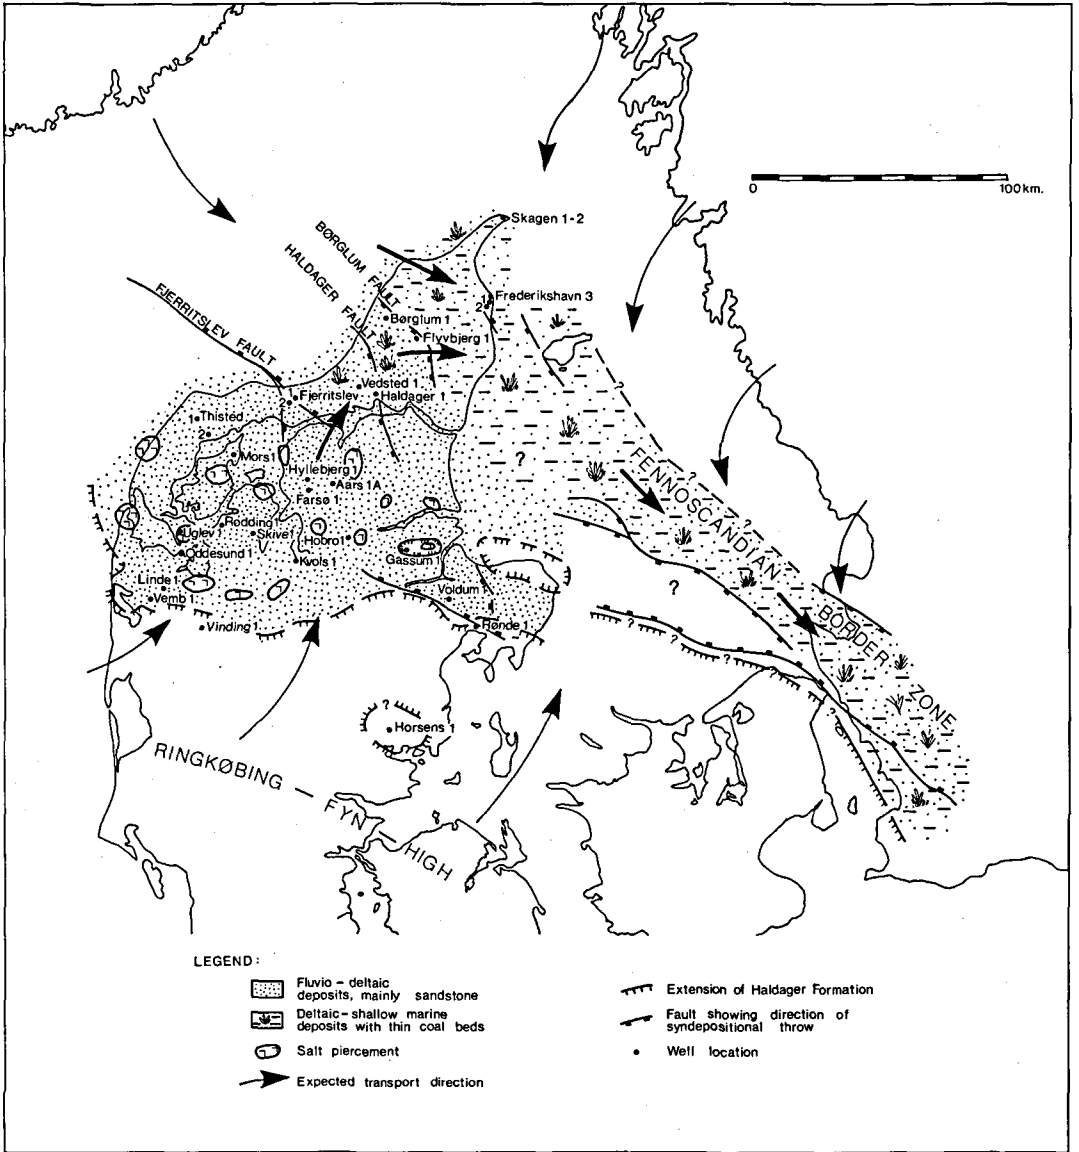 0
100 km.
Skagen 1-2
BØRGLUM FAULT
HALDAGER FAULT
FJERRITSLEV FAULT
1
2
Frederikshavn 3
Børglum 1
Flyvbjerg 1
Vedsted 1
Haldager 1
1
2
Fjerritslev
1
Thisted
2
?
Mors 1
Hyllebjerg 1
Aars 1A
Farsø 1
?
?
?
FENNOSCANDIAN
BORDER
ZONE
Rødding 1
Uglev 1
Skive 1
Hobro 1
Oddesund 1
Kvols 1
Gassum 1
Linde 1
Vemb 1
Voldum 1
Vinding 1
Rønde 1
?
?
?
?
?
?
Horsens 1
RINGKØBING — FYN — HIGH
LEGEND:
Fluvio - deltaic
deposits, mainly sandstone
Deltaic - shallow marine
deposits with thin coal beds
Salt piercement
Expected transport direction
Extension of Haldager Formation
Fault showing direction of
syndepositional throw
Well location